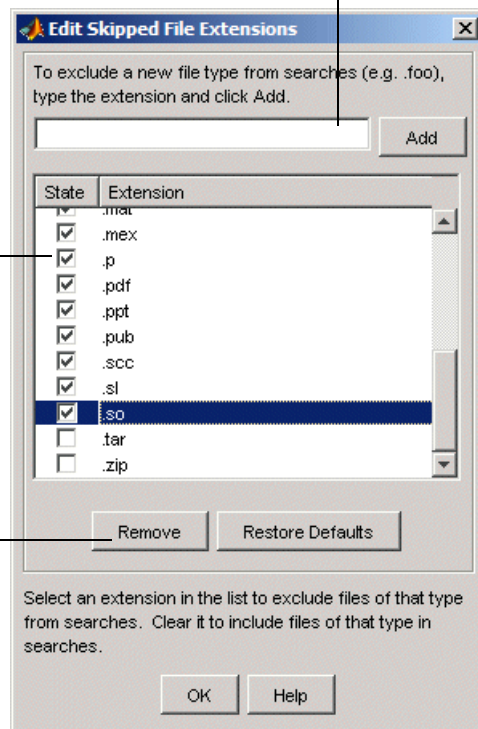 Edit Skipped File Extensions
To exclude a new file type from searches (e.g. .foo),
type the extension and click Add.
Add
State Extension
.mat
.mex
.p
.pdf
.ppt
.pub
.scc
.sl
.so
.tar
.zip
Remove Restore Defaults
Select an extension in the list to exclude files of that type
from searches. Clear it to include files of that type in
searches.
OK Help